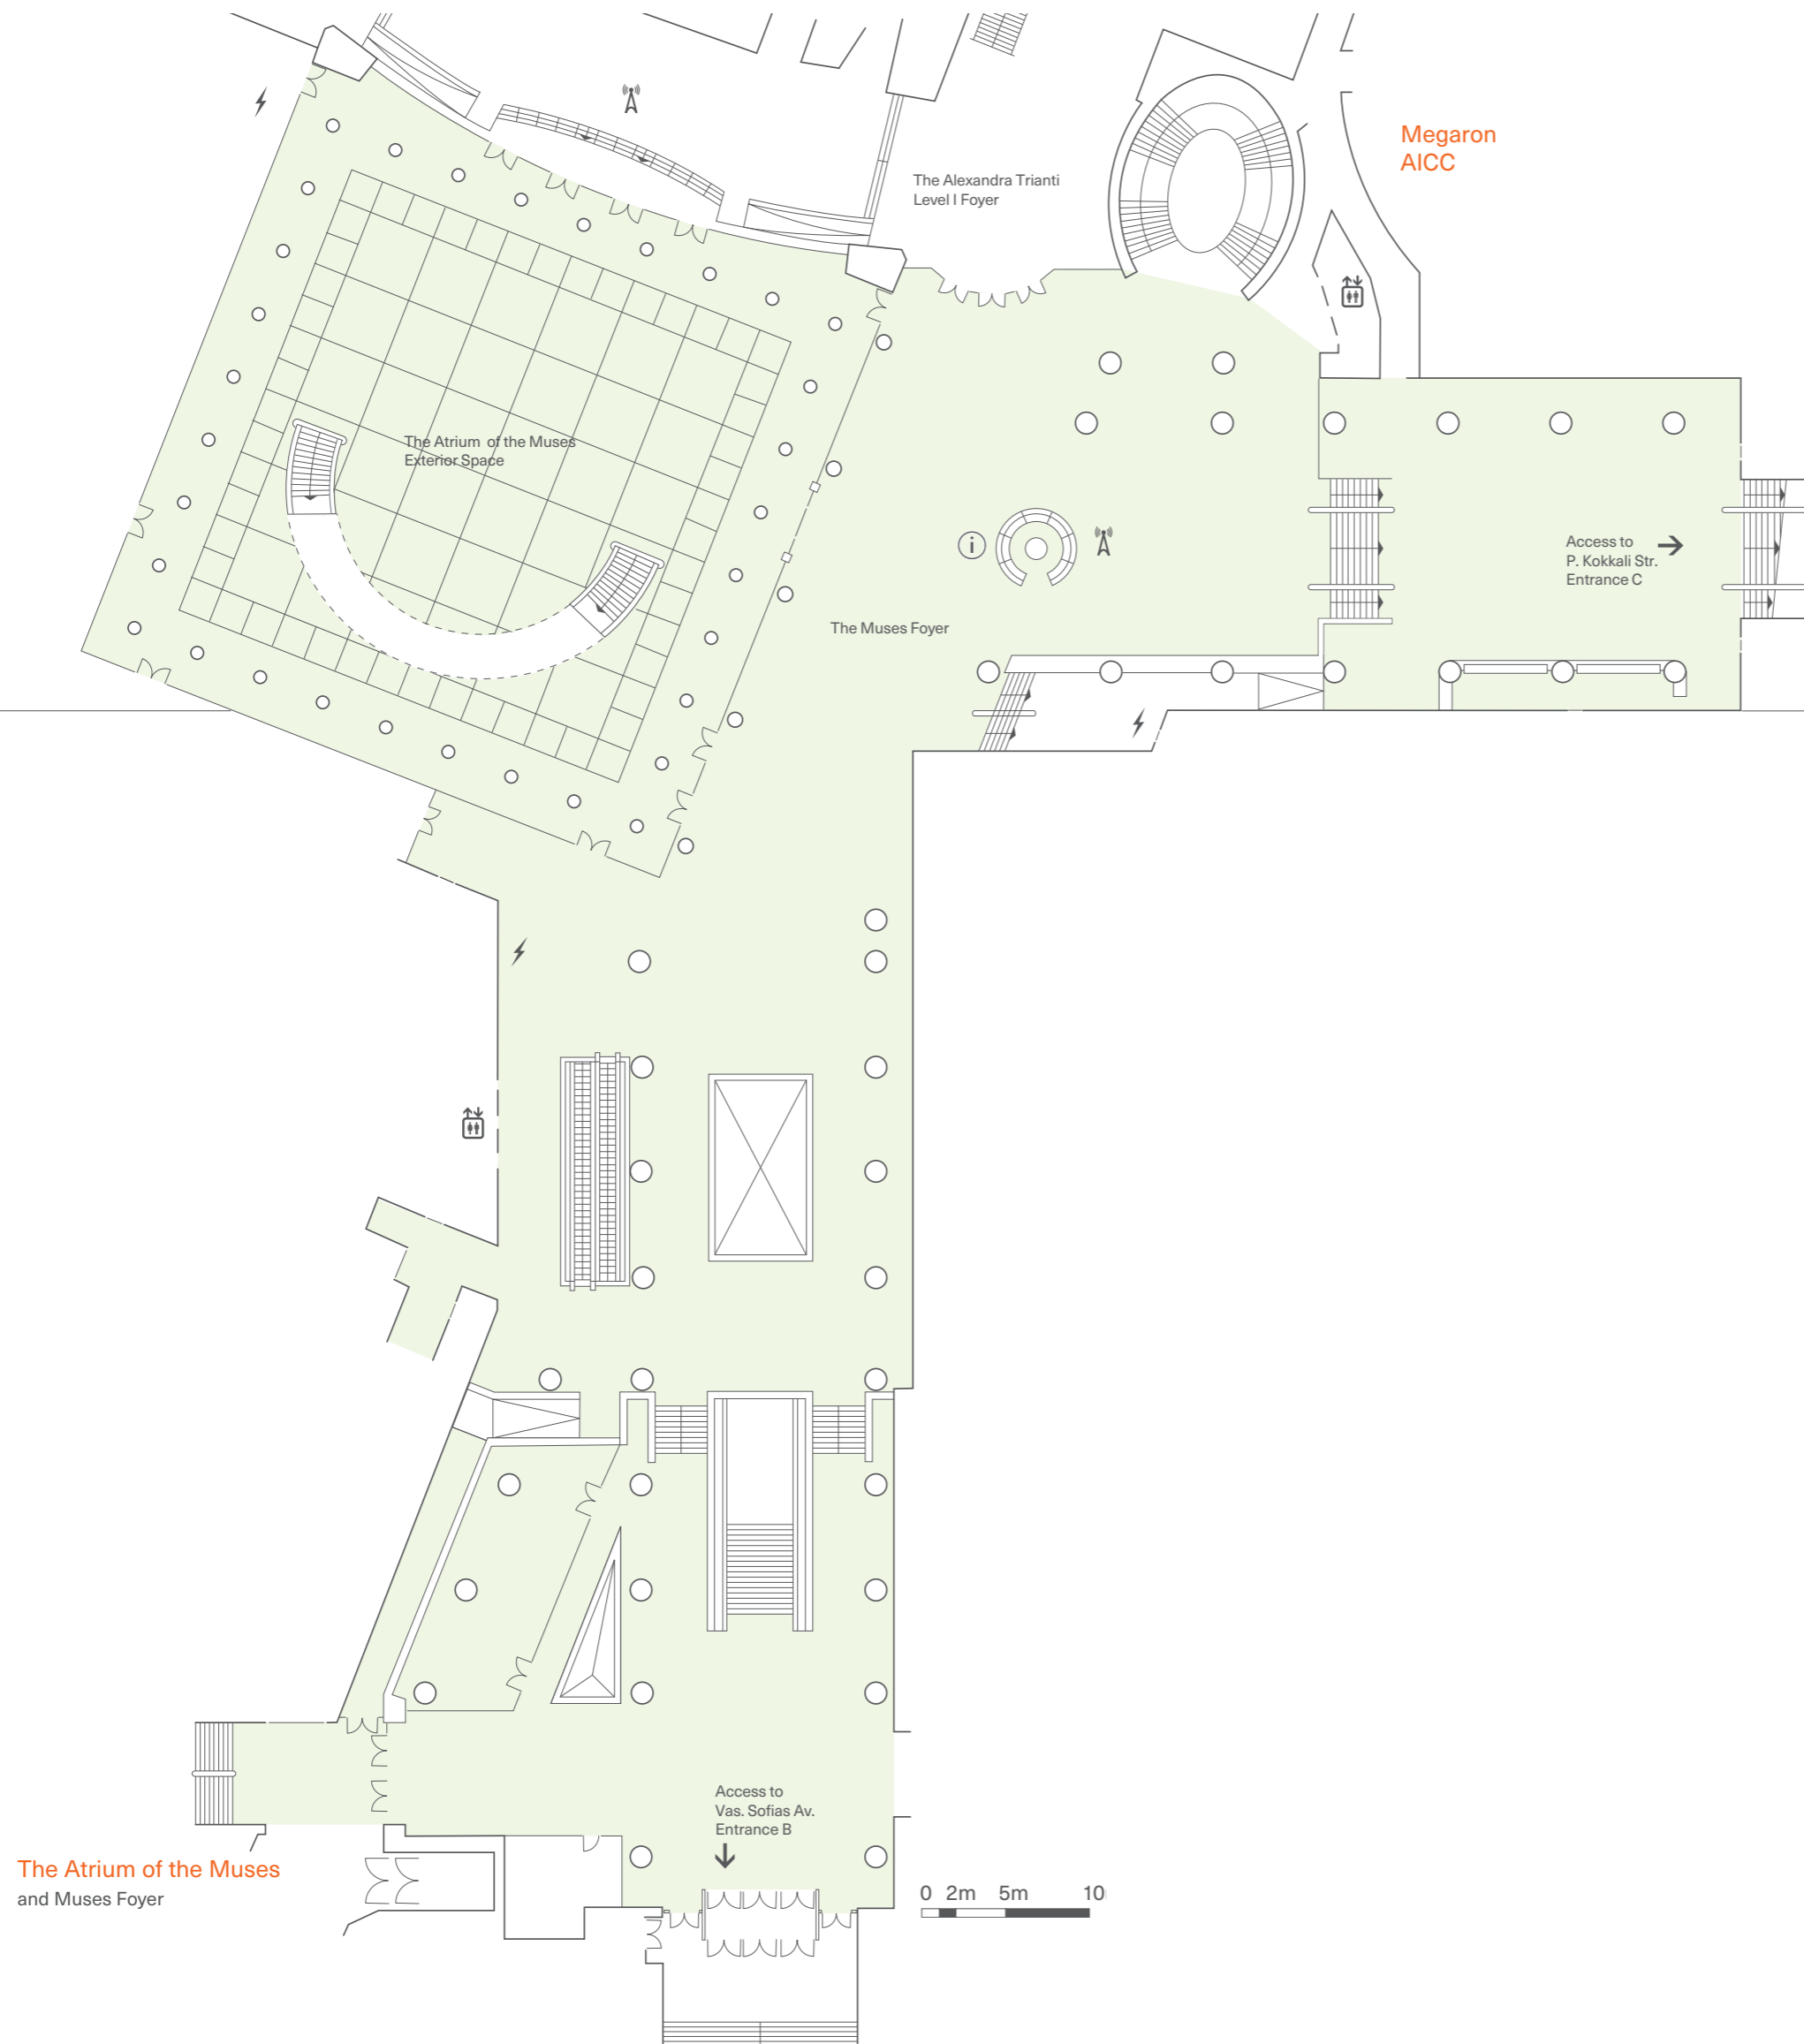 Megaron
AICC
The Alexandra Trianti
Level I Foyer
The Atrium of the Muses
Exterior Space
i
Access to
P. Kokkali Str.
Entrance C
The Muses Foyer
Access to
Vas. Sofias Av.
Entrance B
The Atrium of the Muses
and Muses Foyer
0 2m 5m 10